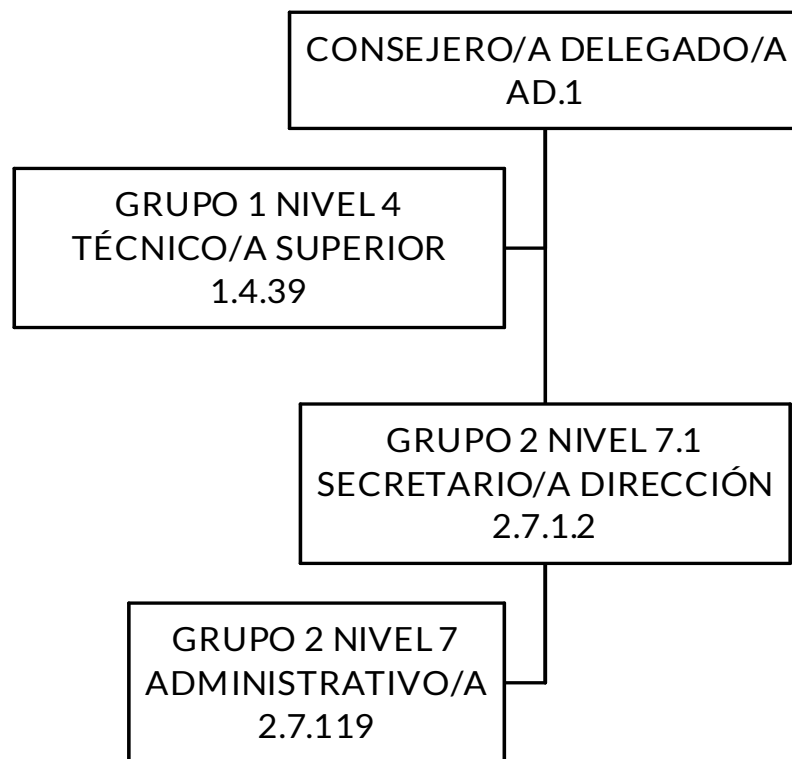 CONSEJERO/A DELEGADO/A
AD.1
GRUPO 1 NIVEL 4
TÉCNICO/A SUPERIOR
1.4.39
GRUPO 2 NIVEL 7.1
SECRETARIO/A DIRECCIÓN
2.7.1.2
GRUPO 2 NIVEL 7
ADMINISTRATIVO/A
2.7.119